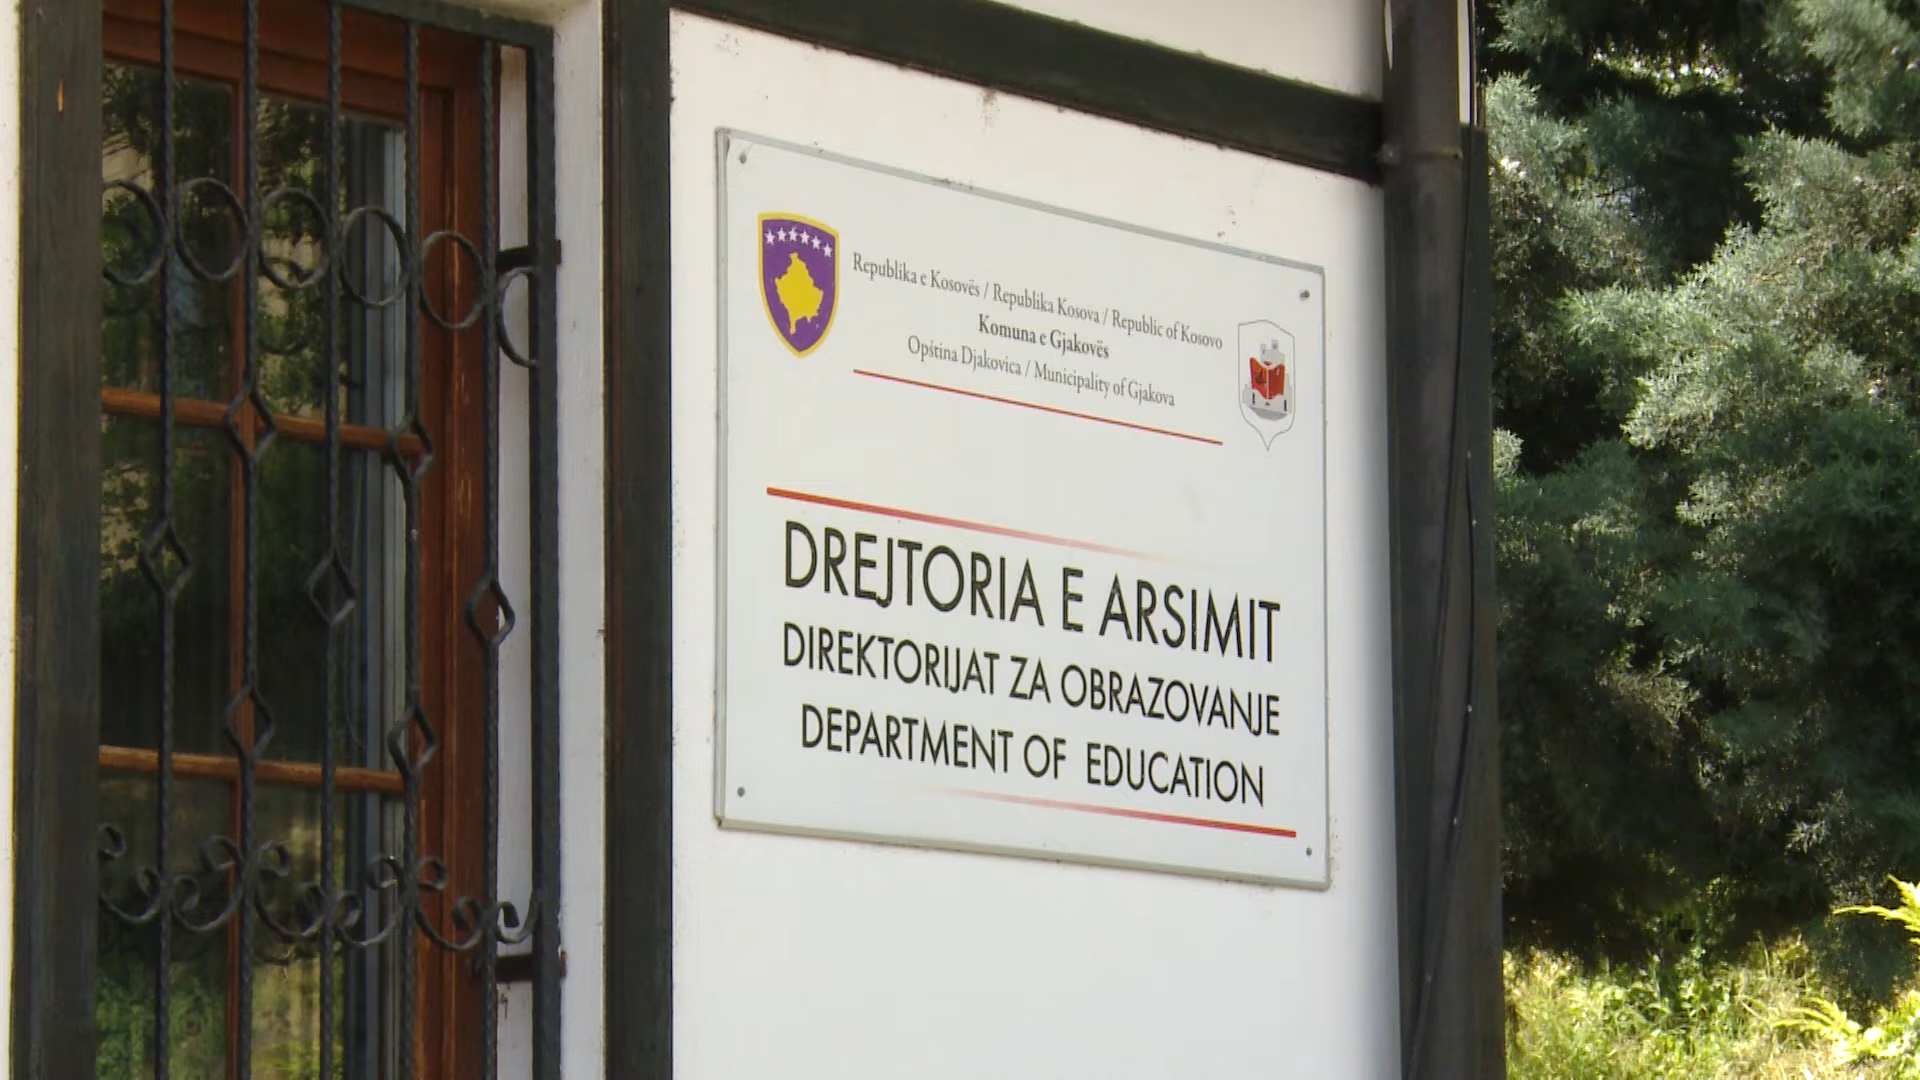 Republika e Kosovës / Republika Kosova / Republic of Kosovo
Komuna e Gjakovës
Opština Djakovica / Municipality of Gjakova
DREJTORIA E ARSIMIT
DIREKTORIJAT ZA OBRAZOVANJE
DEPARTMENT OF EDUCATION